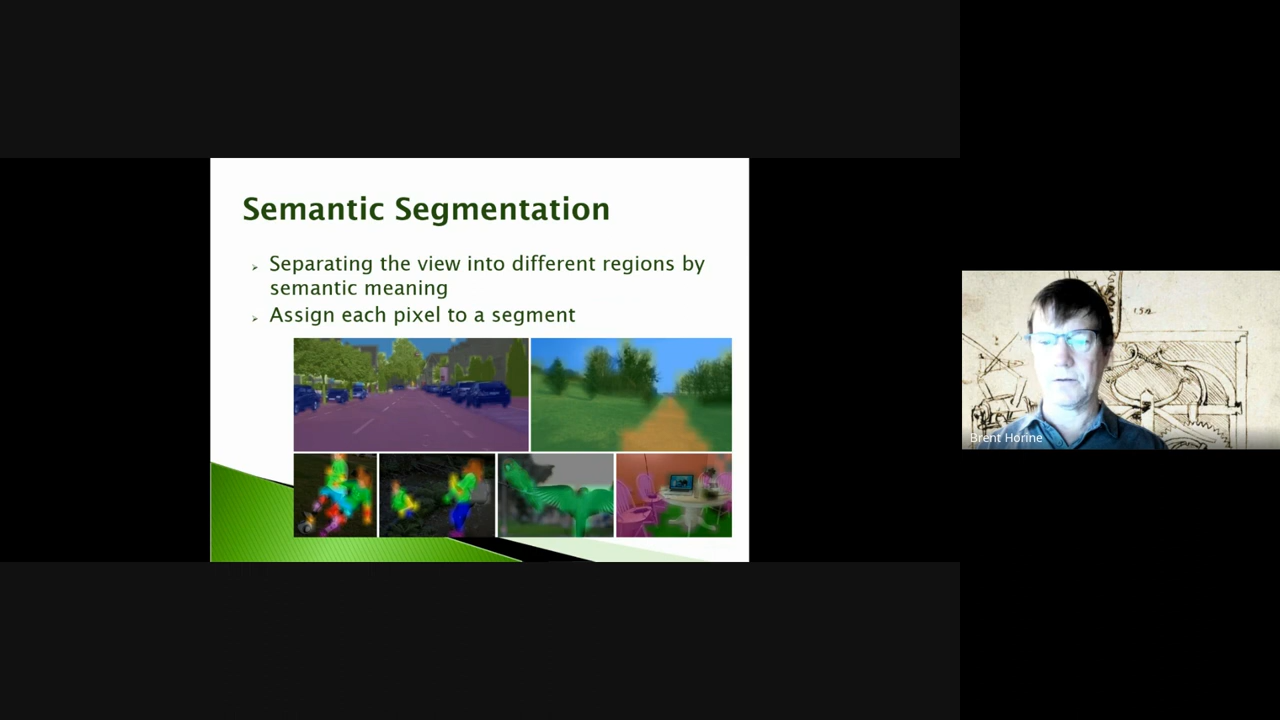 Semantic Segmentation
Separating the view into different regions by
semantic meaning
Assign each pixel to a segment
Brent Horine